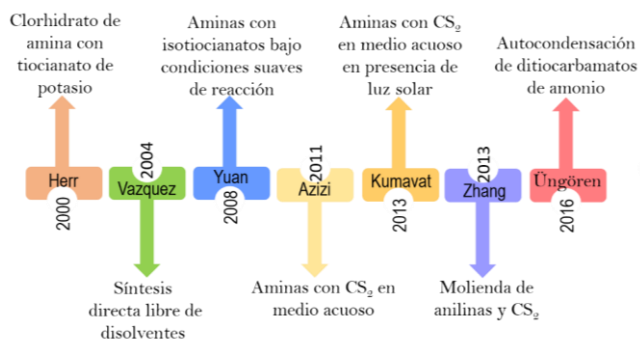 Clorhidrato de
amina con
tiocianato de
potasio
Aminas con
isotiocianatos bajo
condiciones suaves
de reacción
Aminas con CS₂
en medio acuoso
en presencia de
luz solar
Autocondensación
de ditiocarbamatos
de amonio
Herr
2000
2004
Vazquez
Yuan
2008
2011
Azizi
Kumavat
2013
2013
Zhang
Üngören
2016
Síntesis
directa libre de
disolventes
Aminas con CS₂ en
medio acuoso
Molienda de
anilinas y CS₂